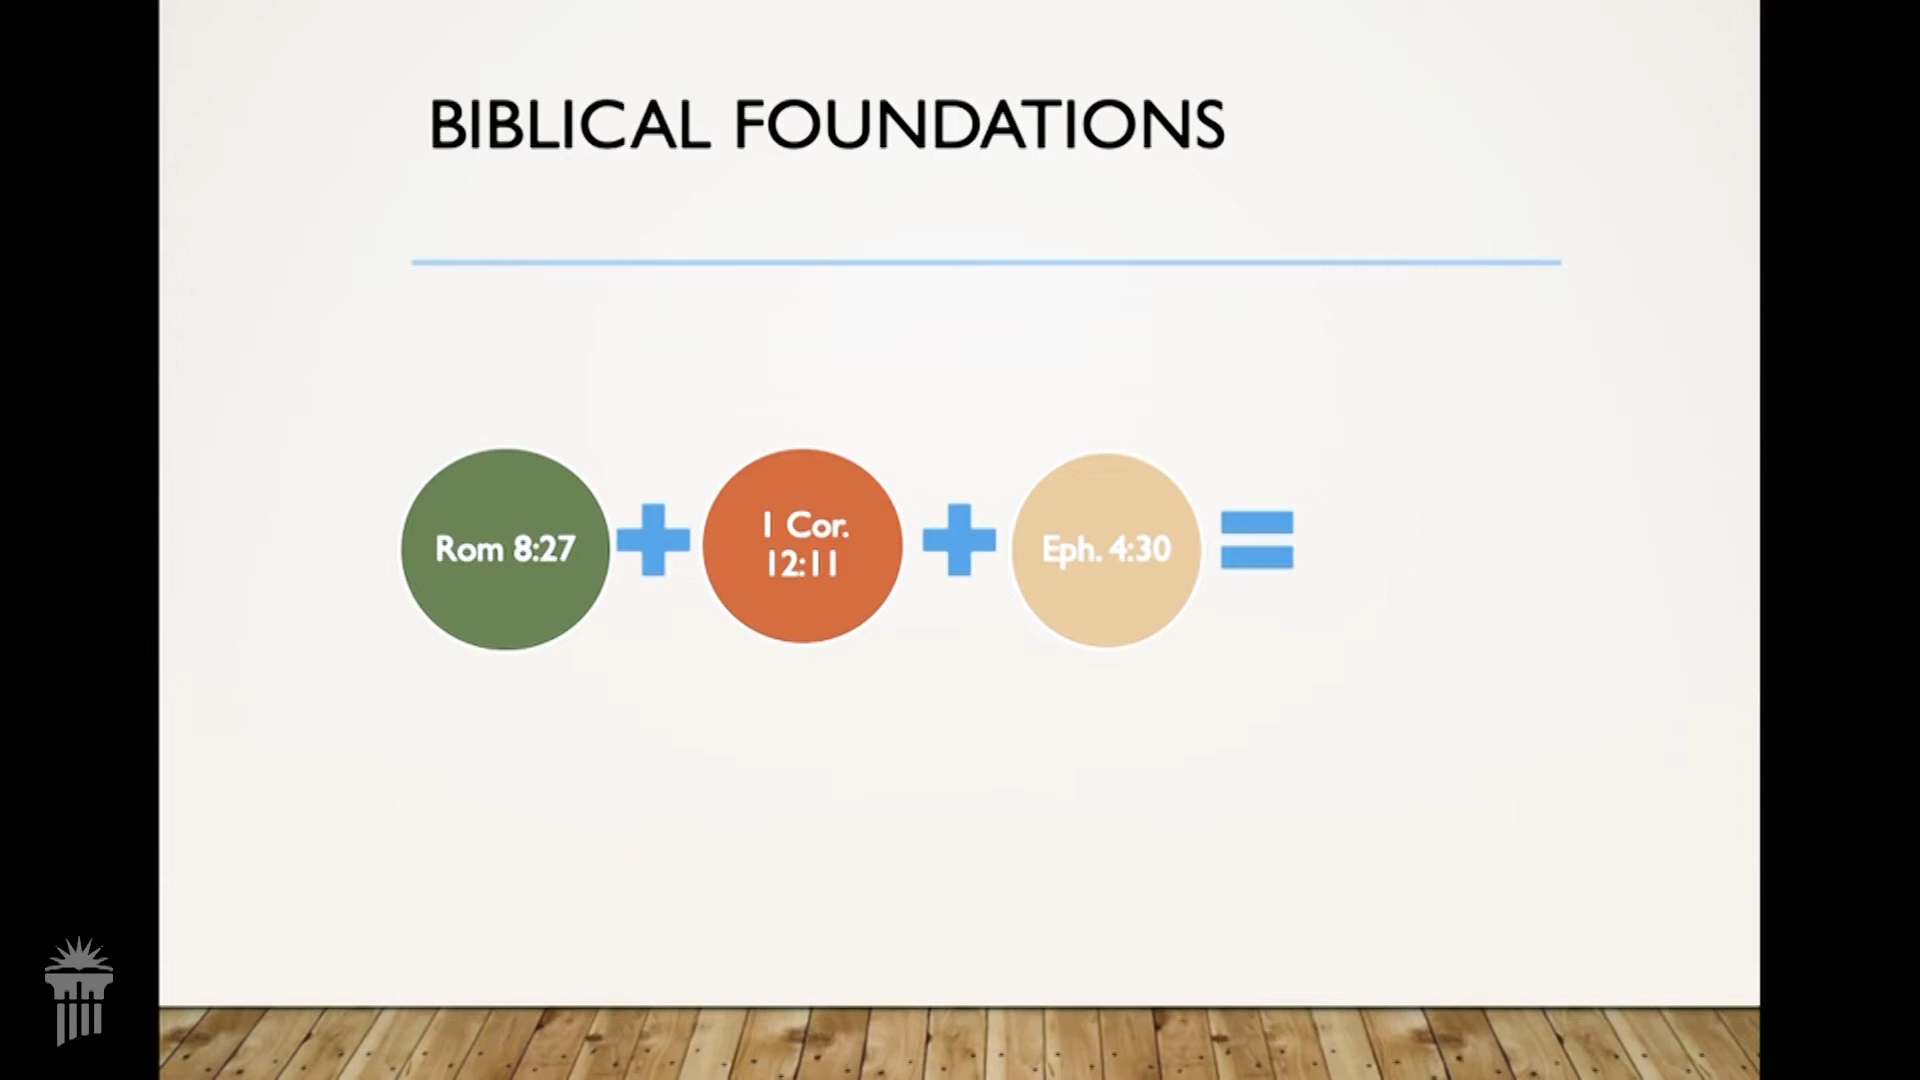 BIBLICAL FOUNDATIONS
Rom 8:27
1 Cor.
12:11
Eph. 4:30